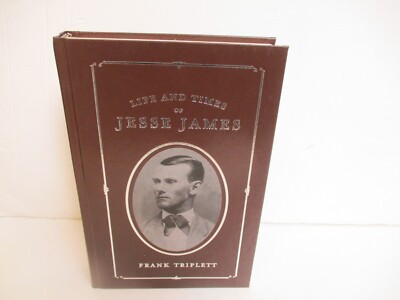 LIFE AND TIMES
OF
JESSE JAMES
FRANK TRIPLETT